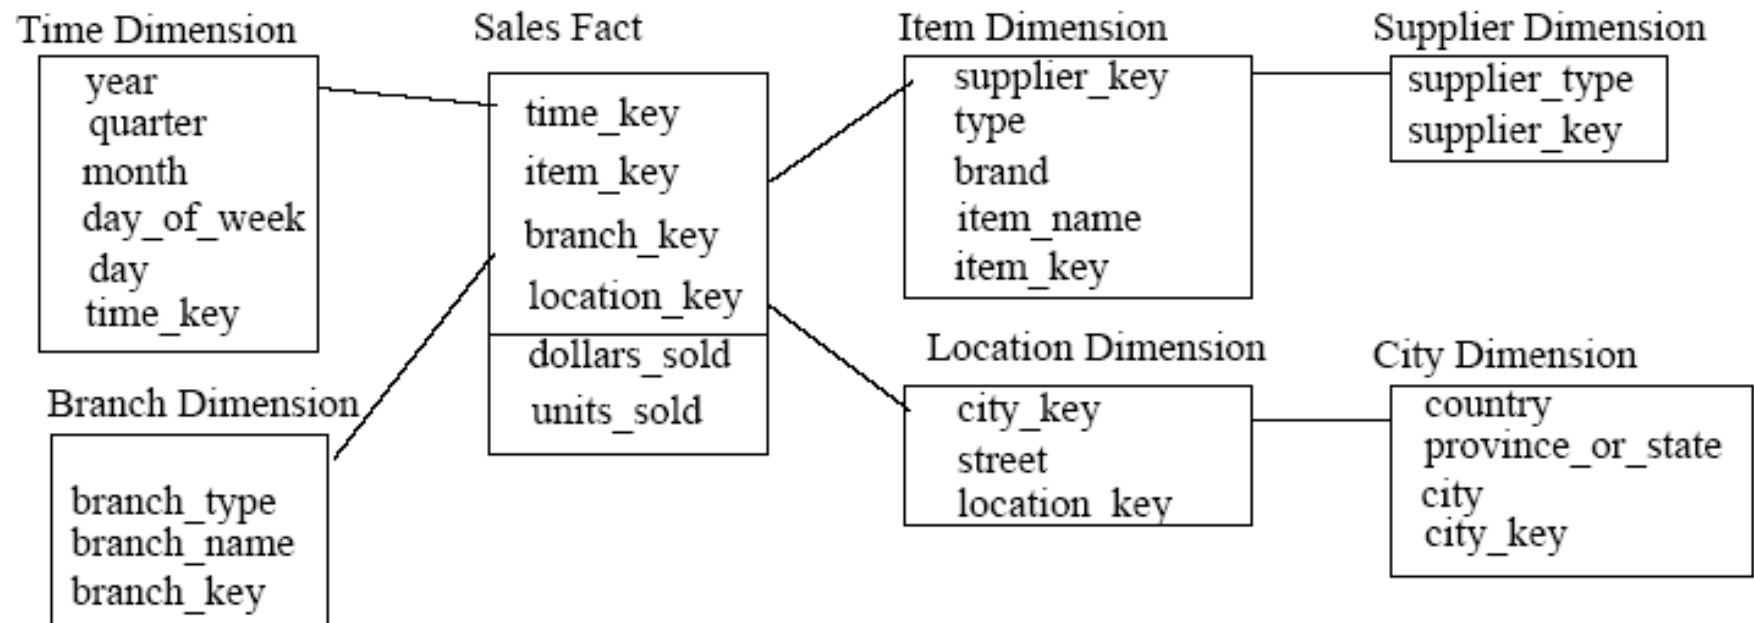 Time Dimension
year
quarter
month
day_of_week
day
time_key
Branch Dimension
branch_type
branch_name
branch_key
Sales Fact
time_key
item_key
branch_key
location_key
dollars_sold
units_sold
Item Dimension
supplier_key
type
brand
item_name
item_key
Supplier Dimension
supplier_type
supplier_key
Location Dimension
city_key
street
location_key
City Dimension
country
province_or_state
city
city_key